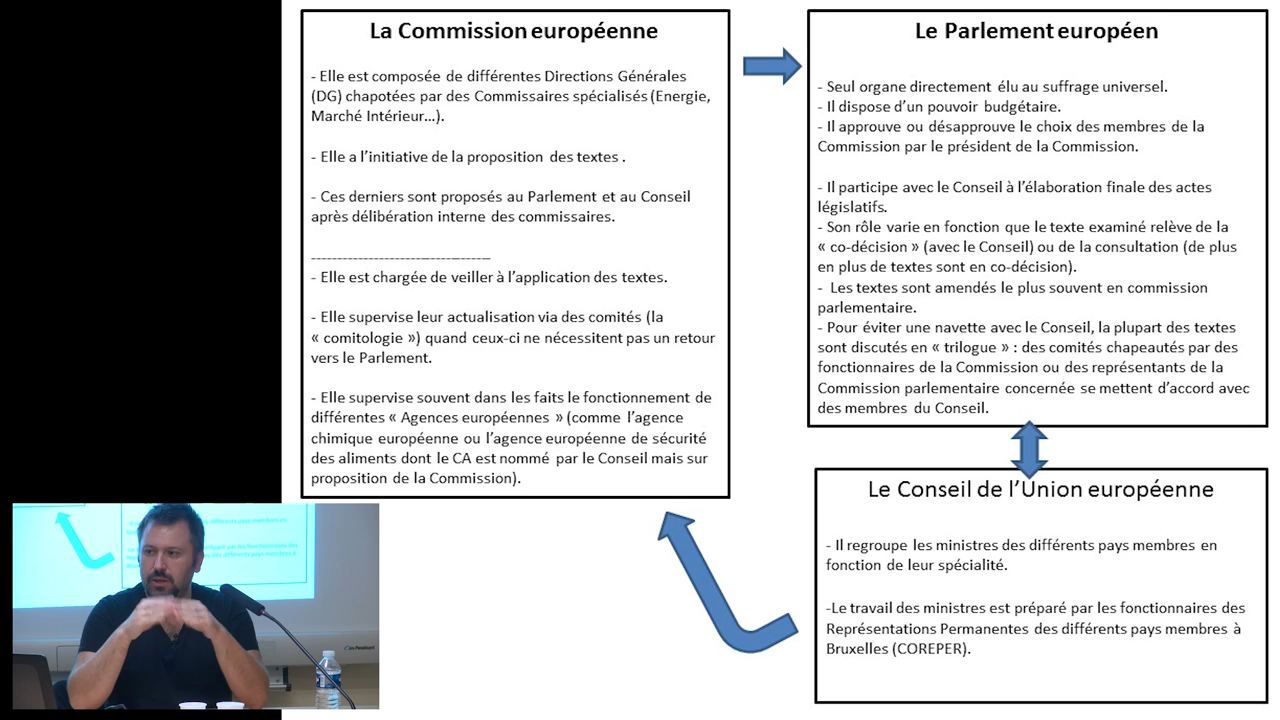 La Commission européenne
- Elle est composée de différentes Directions Générales
(DG) chapotées par des Commissaires spécialisés (Energie,
Marché Intérieur…).
- Elle a l’initiative de la proposition des textes .
- Ces derniers sont proposés au Parlement et au Conseil
après délibération interne des commissaires.
-----------------------------------
- Elle est chargée de veiller à l’application des textes.
- Elle supervise leur actualisation via des comités (la
« comitologie ») quand ceux-ci ne nécessitent pas un retour
vers le Parlement.
- Elle supervise souvent dans les faits le fonctionnement de
différentes « Agences européennes » (comme l’agence
chimique européenne ou l’agence européenne de sécurité
des aliments dont le CA est nommé par le Conseil mais sur
proposition de la Commission).
Le Parlement européen
- Seul organe directement élu au suffrage universel.
- Il dispose d’un pouvoir budgétaire.
- Il approuve ou désapprouve le choix des membres de la
Commission par le président de la Commission.
- Il participe avec le Conseil à l’élaboration finale des actes
législatifs.
- Son rôle varie en fonction que le texte examiné relève de la
« co-décision » (avec le Conseil) ou de la consultation (de plus
en plus de textes sont en co-décision).
- Les textes sont amendés le plus souvent en commission
parlementaire.
- Pour éviter une navette avec le Conseil, la plupart des textes
sont discutés en « trilogue » : des comités chapeautés par des
fonctionnaires de la Commission ou des représentants de la
Commission parlementaire concernée se mettent d’accord avec
des membres du Conseil.
Le Conseil de l’Union européenne
- Il regroupe les ministres des différents pays membres en
fonction de leur spécialité.
-Le travail des ministres est préparé par les fonctionnaires des
Représentations Permanentes des différents pays membres à
Bruxelles (COREPER).